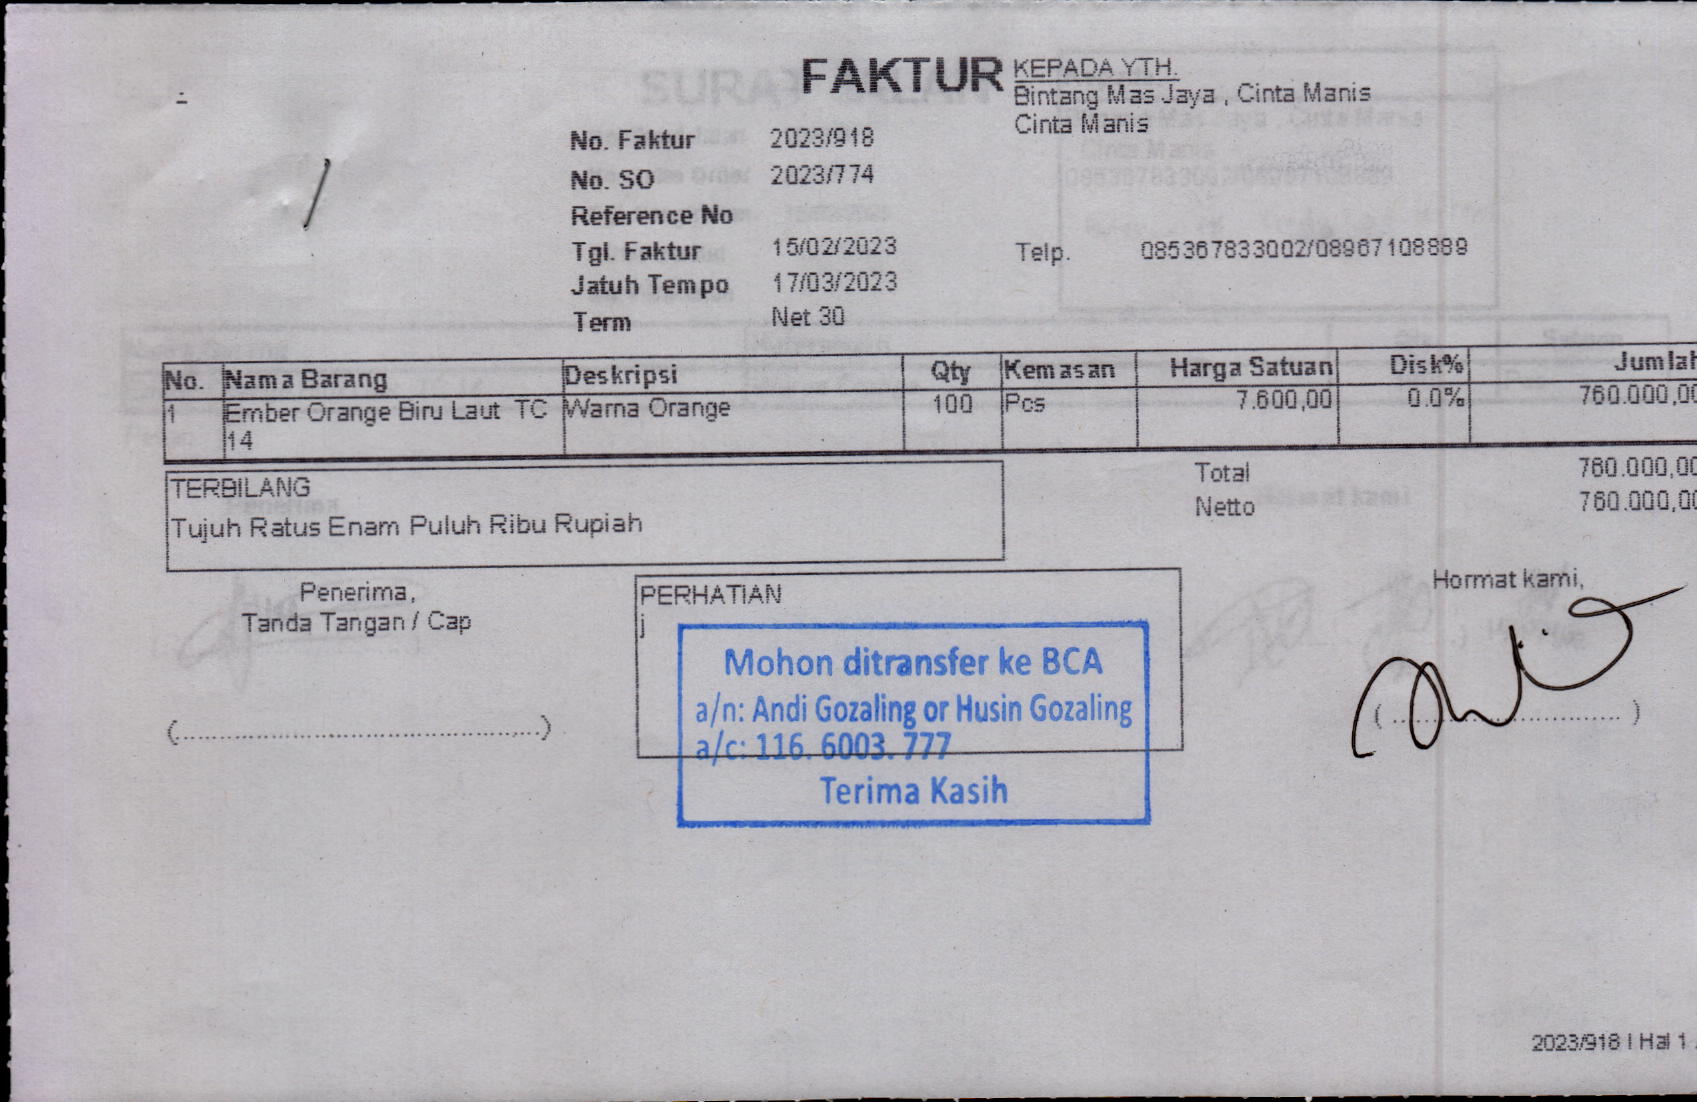 FAKTUR
KEPADA YTH.
Bintang Mas Jaya , Cinta Manis
Cinta Manis
No. Faktur 2023/918
No. SO 2023/774
Reference No
Tgl. Faktur 15/02/2023
Telp. 085367833002/08967108889
Jatuh Tempo 17/03/2023
Term Net 30
No. Nama Barang Deskripsi Qty Kemasan Harga Satuan Disk% Jumlah
1 Ember Orange Biru Laut TC Warna Orange 100 Pcs 7.600,00 0.0% 760.000,00
14
TERBILANG
Tujuh Ratus Enam Puluh Ribu Rupiah
Total 760.000,00
Netto 760.000,00
Penerima,
Tanda Tangan / Cap
(........................................)
PERHATIAN
j
Mohon ditransfer ke BCA
a/n: Andi Gozaling or Husin Gozaling
a/c: 116. 6003. 777
Terima Kasih
Hormat kami,
(............................)
2023/918 | Hal 1